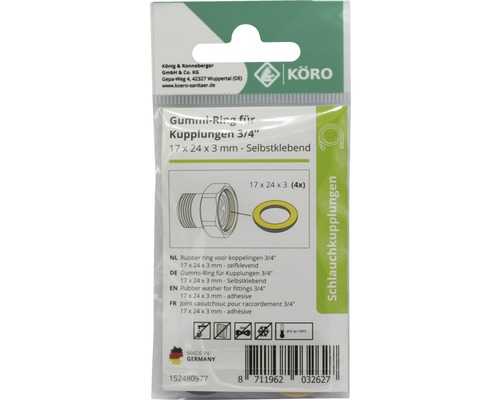 König & Ronneberger
GmbH & Co. KG
Gepa-Weg 4, 42327 Wuppertal (DE)
www.koero-sanitaer.de
KÖRO
Gummi-Ring für
Kupplungen 3/4"
17 x 24 x 3 mm - Selbstklebend
17 x 24 x 3 (4x)
Schlauchkupplungen
NL Rubber ring voor koppelingen 3/4"
17 x 24 x 3 mm - zelfklevend
DE Gummi-Ring für Kupplungen 3/4"
17 x 24 x 3 mm - Selbstklebend
EN Rubber washer for fittings 3/4"
17 x 24 x 3 mm - adhesive
FR Joint caoutchouc pour raccordement 3/4"
17 x 24 x 3 mm - adhésive
MADE IN
GERMANY
152480977
8 711962 032627